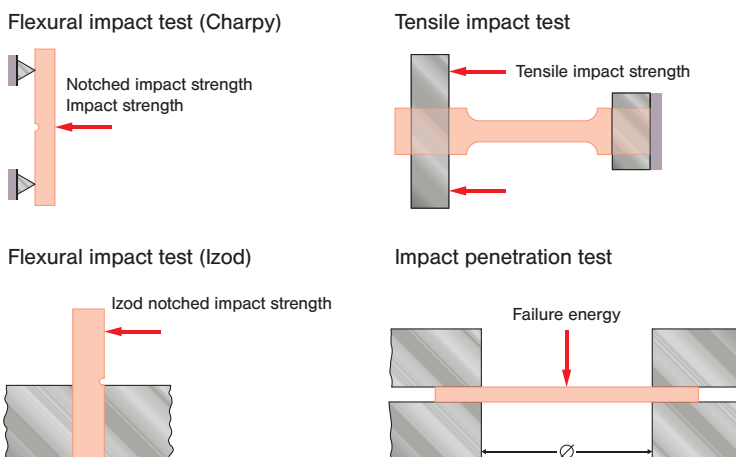 Flexural impact test (Charpy)
Notched impact strength
Impact strength
Tensile impact test
Tensile impact strength
Flexural impact test (Izod)
Izod notched impact strength
Impact penetration test
Failure energy
∅